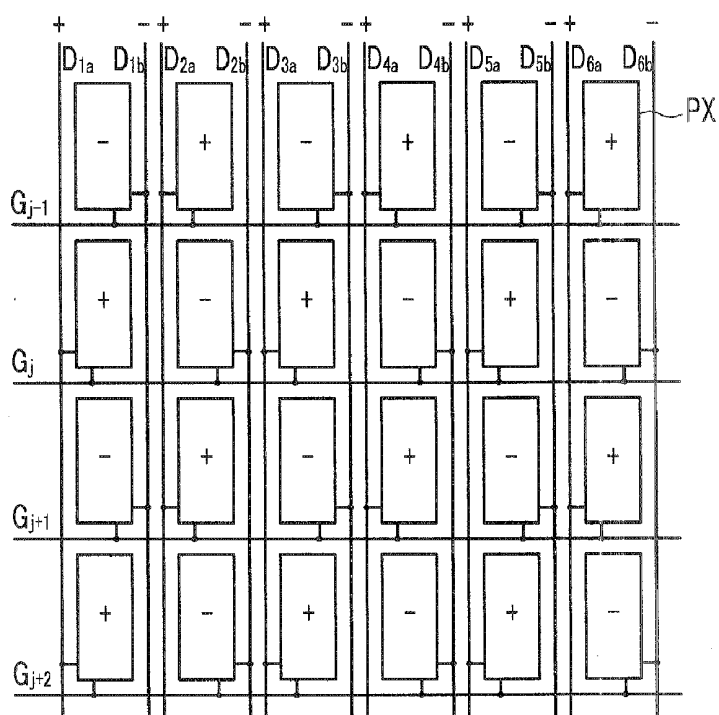 + − + − + − + − + − + −
D1a D1b D2a D2b D3a D3b D4a D4b D5a D5b D6a D6b
− + − + − + PX
Gj-1
+ − + − + −
Gj
− + − + − +
Gj+1
+ − + − + −
Gj+2